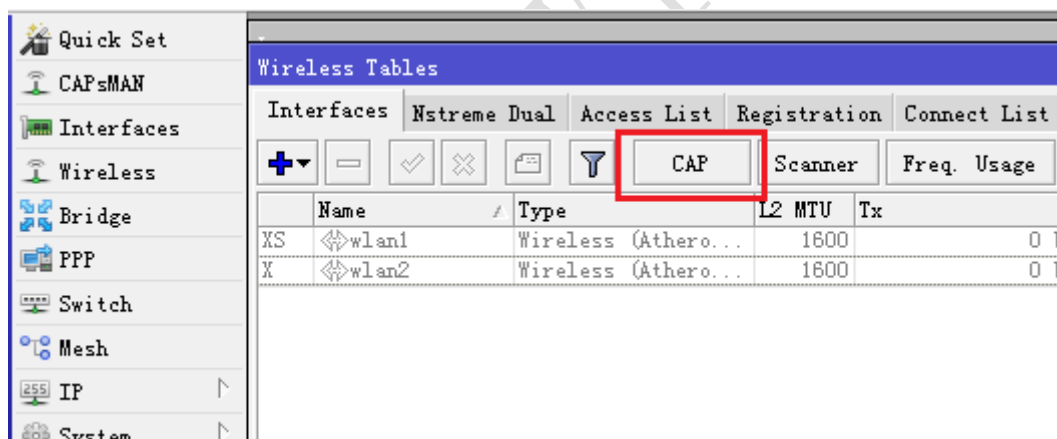 Quick Set
CAPsMAN
Interfaces
Wireless
Bridge
PPP
Switch
Mesh
255 IP
System
Wireless Tables
Interfaces Nstreme Dual Access List Registration Connect List
CAP Scanner Freq. Usage
Name Type L2 MTU Tx
XS wlan1 Wireless (Athero... 1600 0
X wlan2 Wireless (Athero... 1600 0